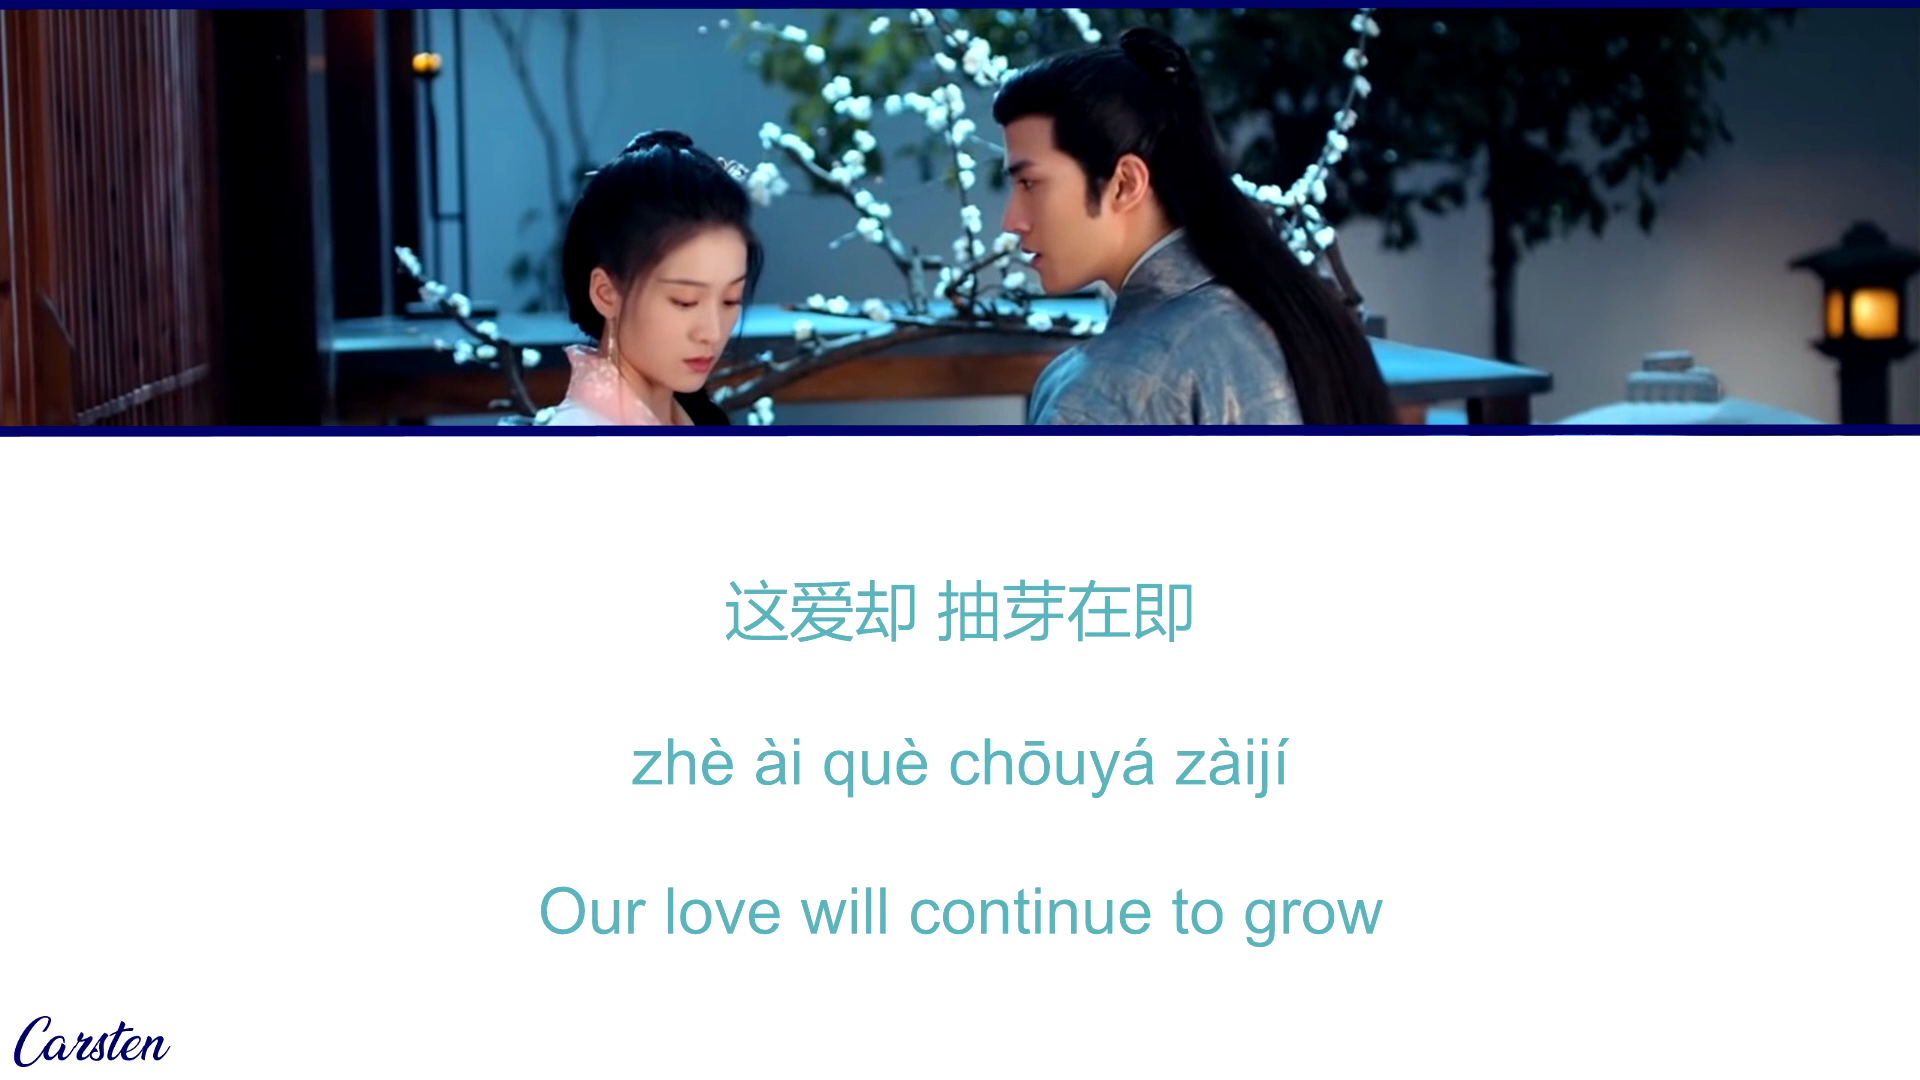 这爱却 抽芽在即
zhè ài què chōuyá zàijí
Our love will continue to grow
Carsten